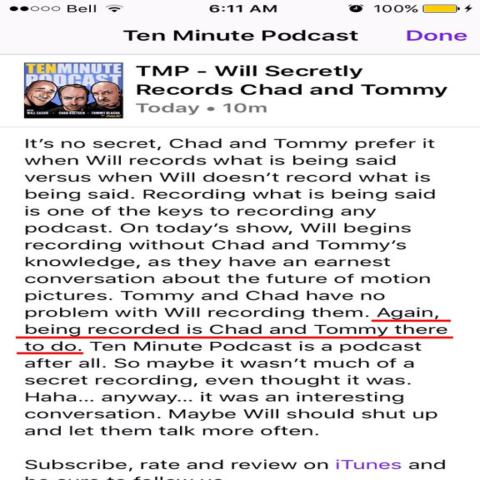 Bell 6:11 AM 100%
Ten Minute Podcast Done
TENMINUTE
PODCAST
TMP - Will Secretly
Records Chad and Tommy
Today • 10m
It's no secret, Chad and Tommy prefer it
when Will records what is being said
versus when Will doesn't record what is
being said. Recording what is being said
is one of the keys to recording any
podcast. On today's show, Will begins
recording without Chad and Tommy's
knowledge, as they have an earnest
conversation about the future of motion
pictures. Tommy and Chad have no
problem with Will recording them. Again,
being recorded is Chad and Tommy there
to do. Ten Minute Podcast is a podcast
after all. So maybe it wasn't much of a
secret recording, even thought it was.
Haha... anyway... it was an interesting
conversation. Maybe Will should shut up
and let them talk more often.
Subscribe, rate and review on iTunes and